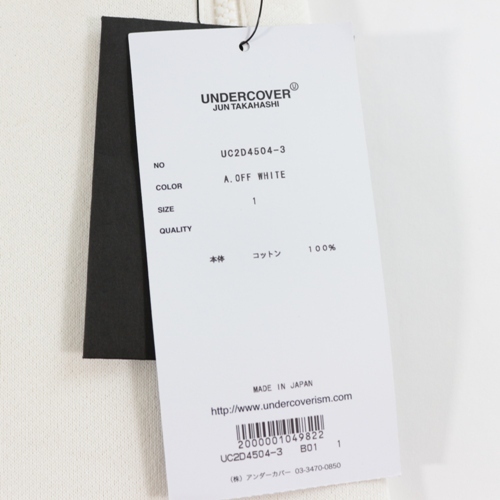 UNDERCOVER Ⓤ
JUN TAKAHASHI
NO UC2D4504-3
COLOR A.OFF WHITE
SIZE 1
QUALITY
本体 コットン 100%
MADE IN JAPAN
http://www.undercoverism.com
2000001049822
UC2D4504-3 B01 1
(株) アンダーカバー 03-3470-0850